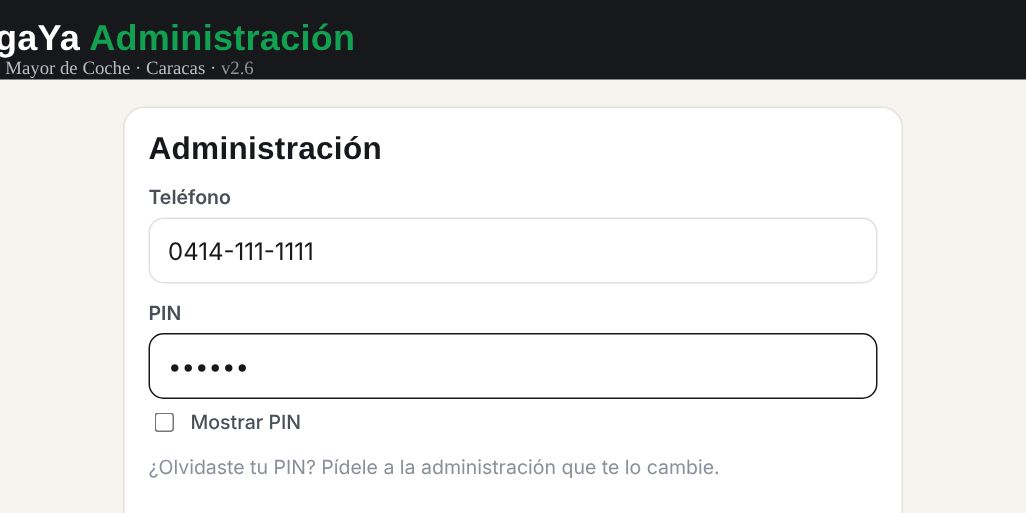 gaYa Administración
Mayor de Coche · Caracas · v2.6
Administración
Teléfono
0414-111-1111
PIN
••••••
Mostrar PIN
¿Olvidaste tu PIN? Pídele a la administración que te lo cambie.